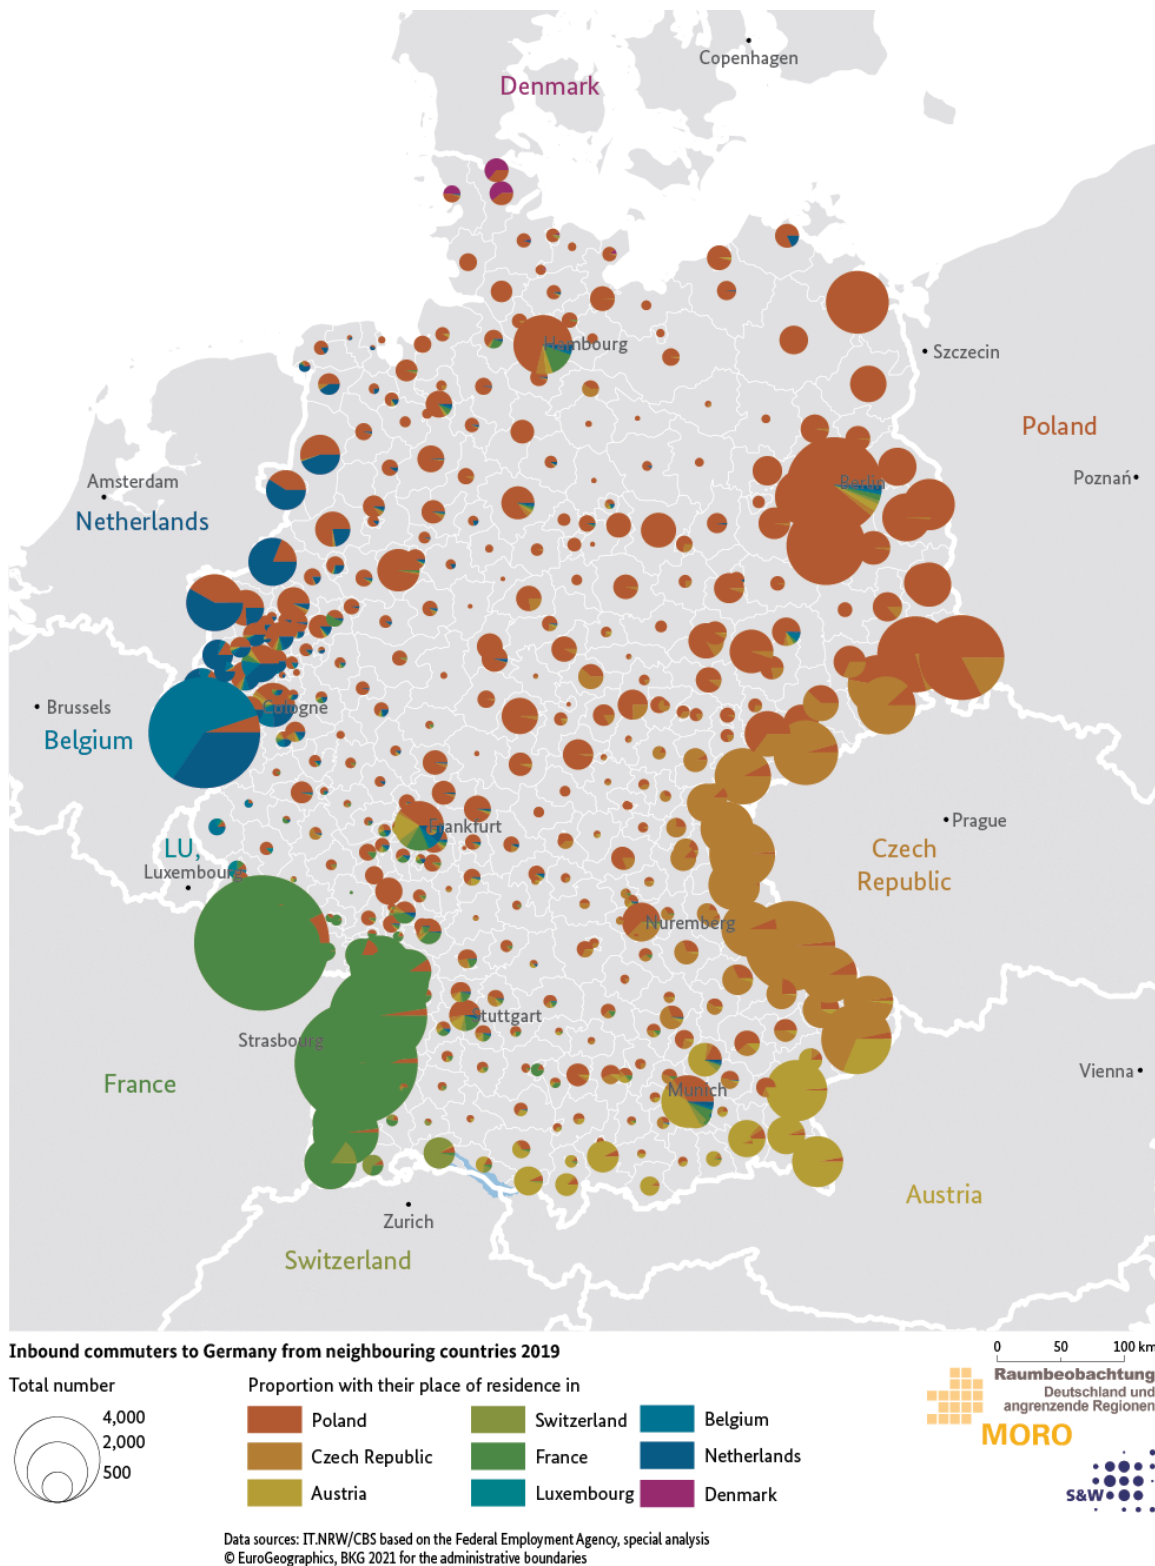 Copenhagen
Denmark
Hambourg
Szczecin
Poland
Amsterdam
Berlin
Poznań
Netherlands
Brussels
Cologne
Belgium
Prague
Frankfurt
LU,
Czech
Republic
Luxembourg
Nuremberg
Stuttgart
Strasbourg
Vienna
France
Munich
Austria
Zurich
Switzerland
Inbound commuters to Germany from neighbouring countries 2019
0 50 100 km
Total number
Proportion with their place of residence in
4,000
2,000
500
Poland
Switzerland
Belgium
Czech Republic
France
Netherlands
Austria
Luxembourg
Denmark
Raumbeobachtung
Deutschland und
angrenzende Regionen
MORO
S&W
Data sources: IT.NRW/CBS based on the Federal Employment Agency, special analysis
© EuroGeographics, BKG 2021 for the administrative boundaries